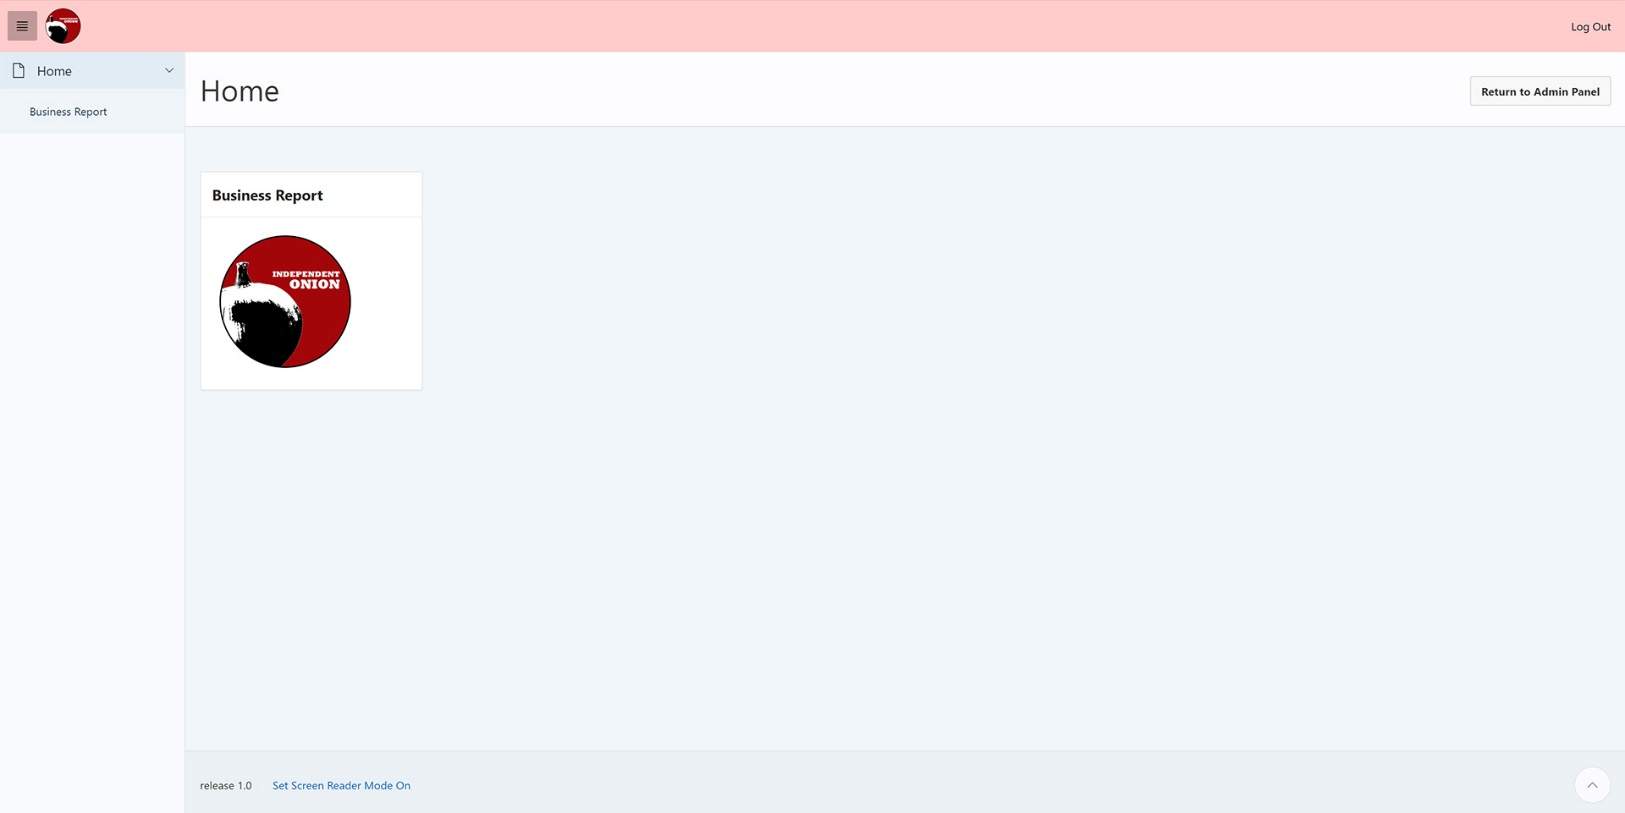 Log Out
Home
Business Report
Home
Return to Admin Panel
Business Report
INDEPENDENT
ONION
release 1.0
Set Screen Reader Mode On